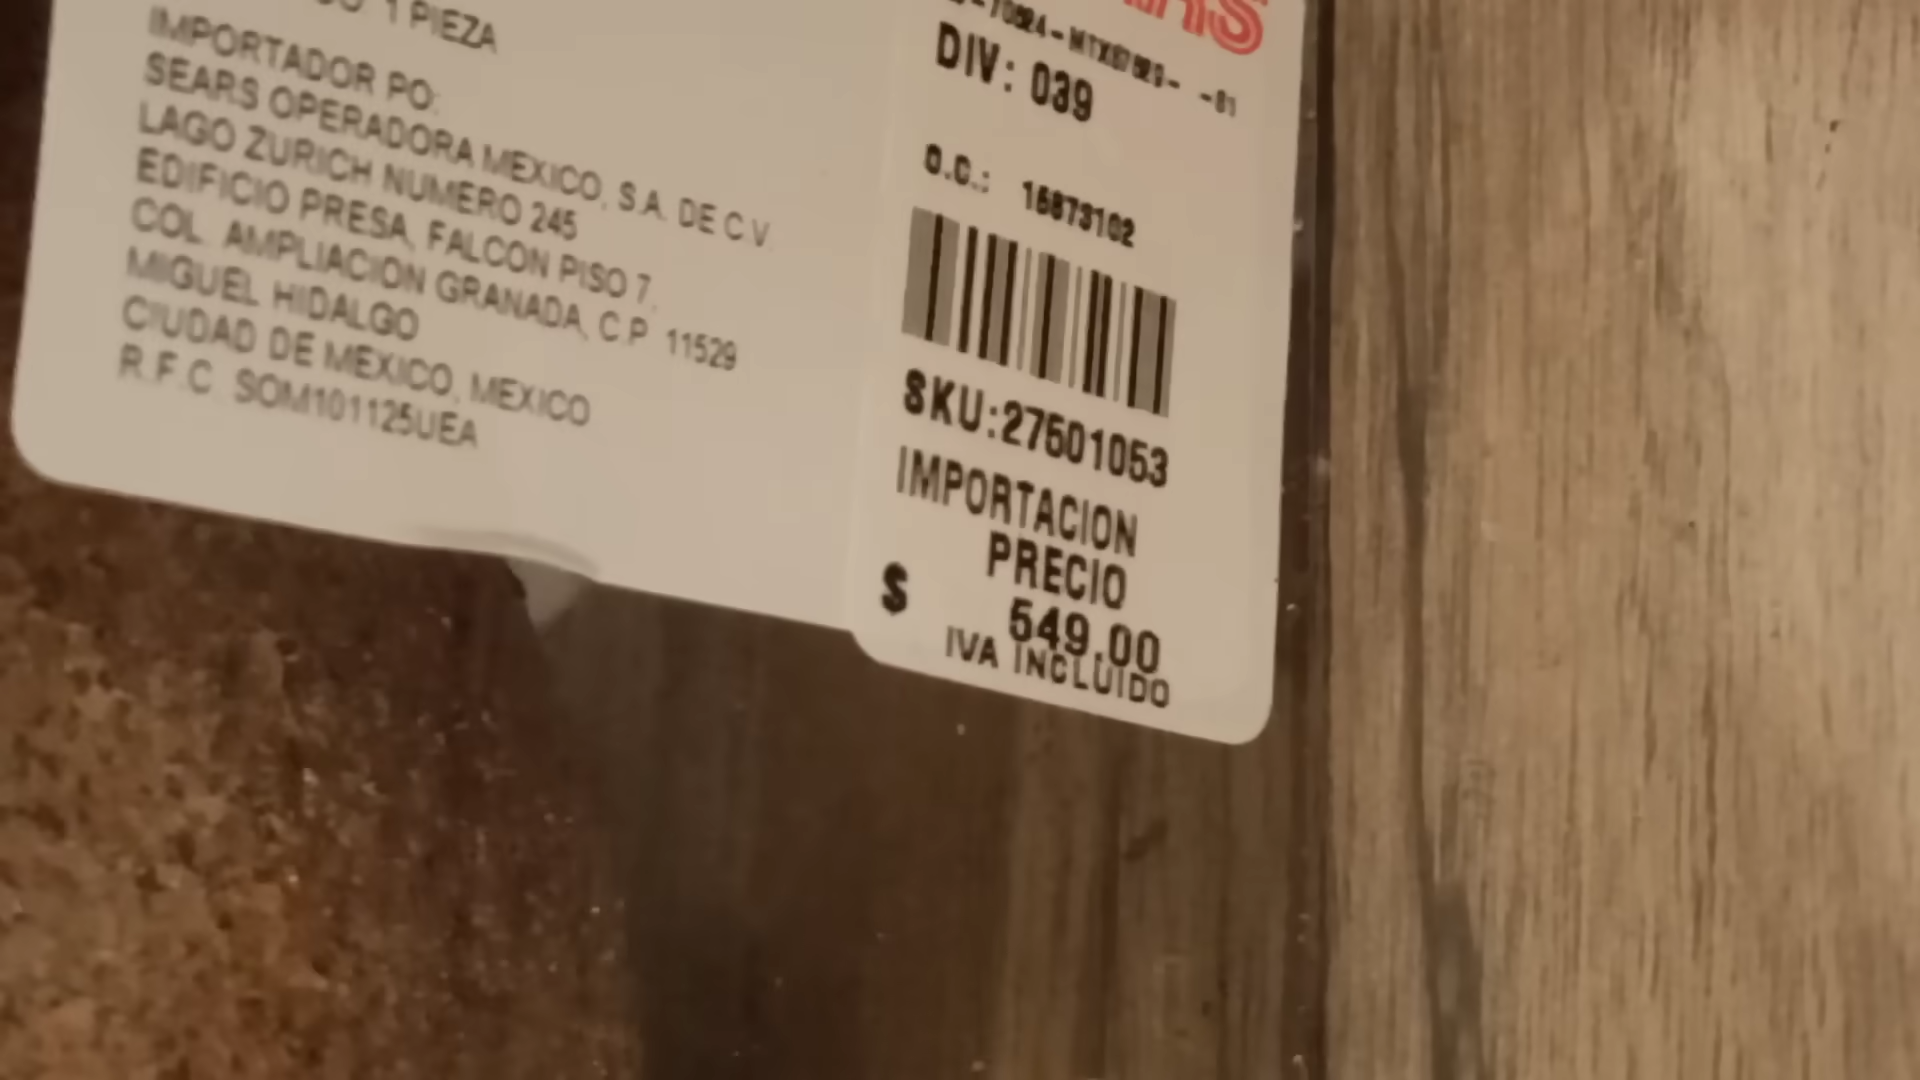 1 PIEZA
IMPORTADOR PO:
SEARS OPERADORA MEXICO, S.A. DE C.V.
LAGO ZURICH NUMERO 245
EDIFICIO PRESA, FALCON PISO 7,
COL. AMPLIACION GRANADA, C.P. 11529
MIGUEL HIDALGO
CIUDAD DE MEXICO, MEXICO
R.F.C. SOM101125UEA
DIV: 039
O.C.: 15873102
SKU:27501053
IMPORTACION
PRECIO
$ 549.00
IVA INCLUIDO